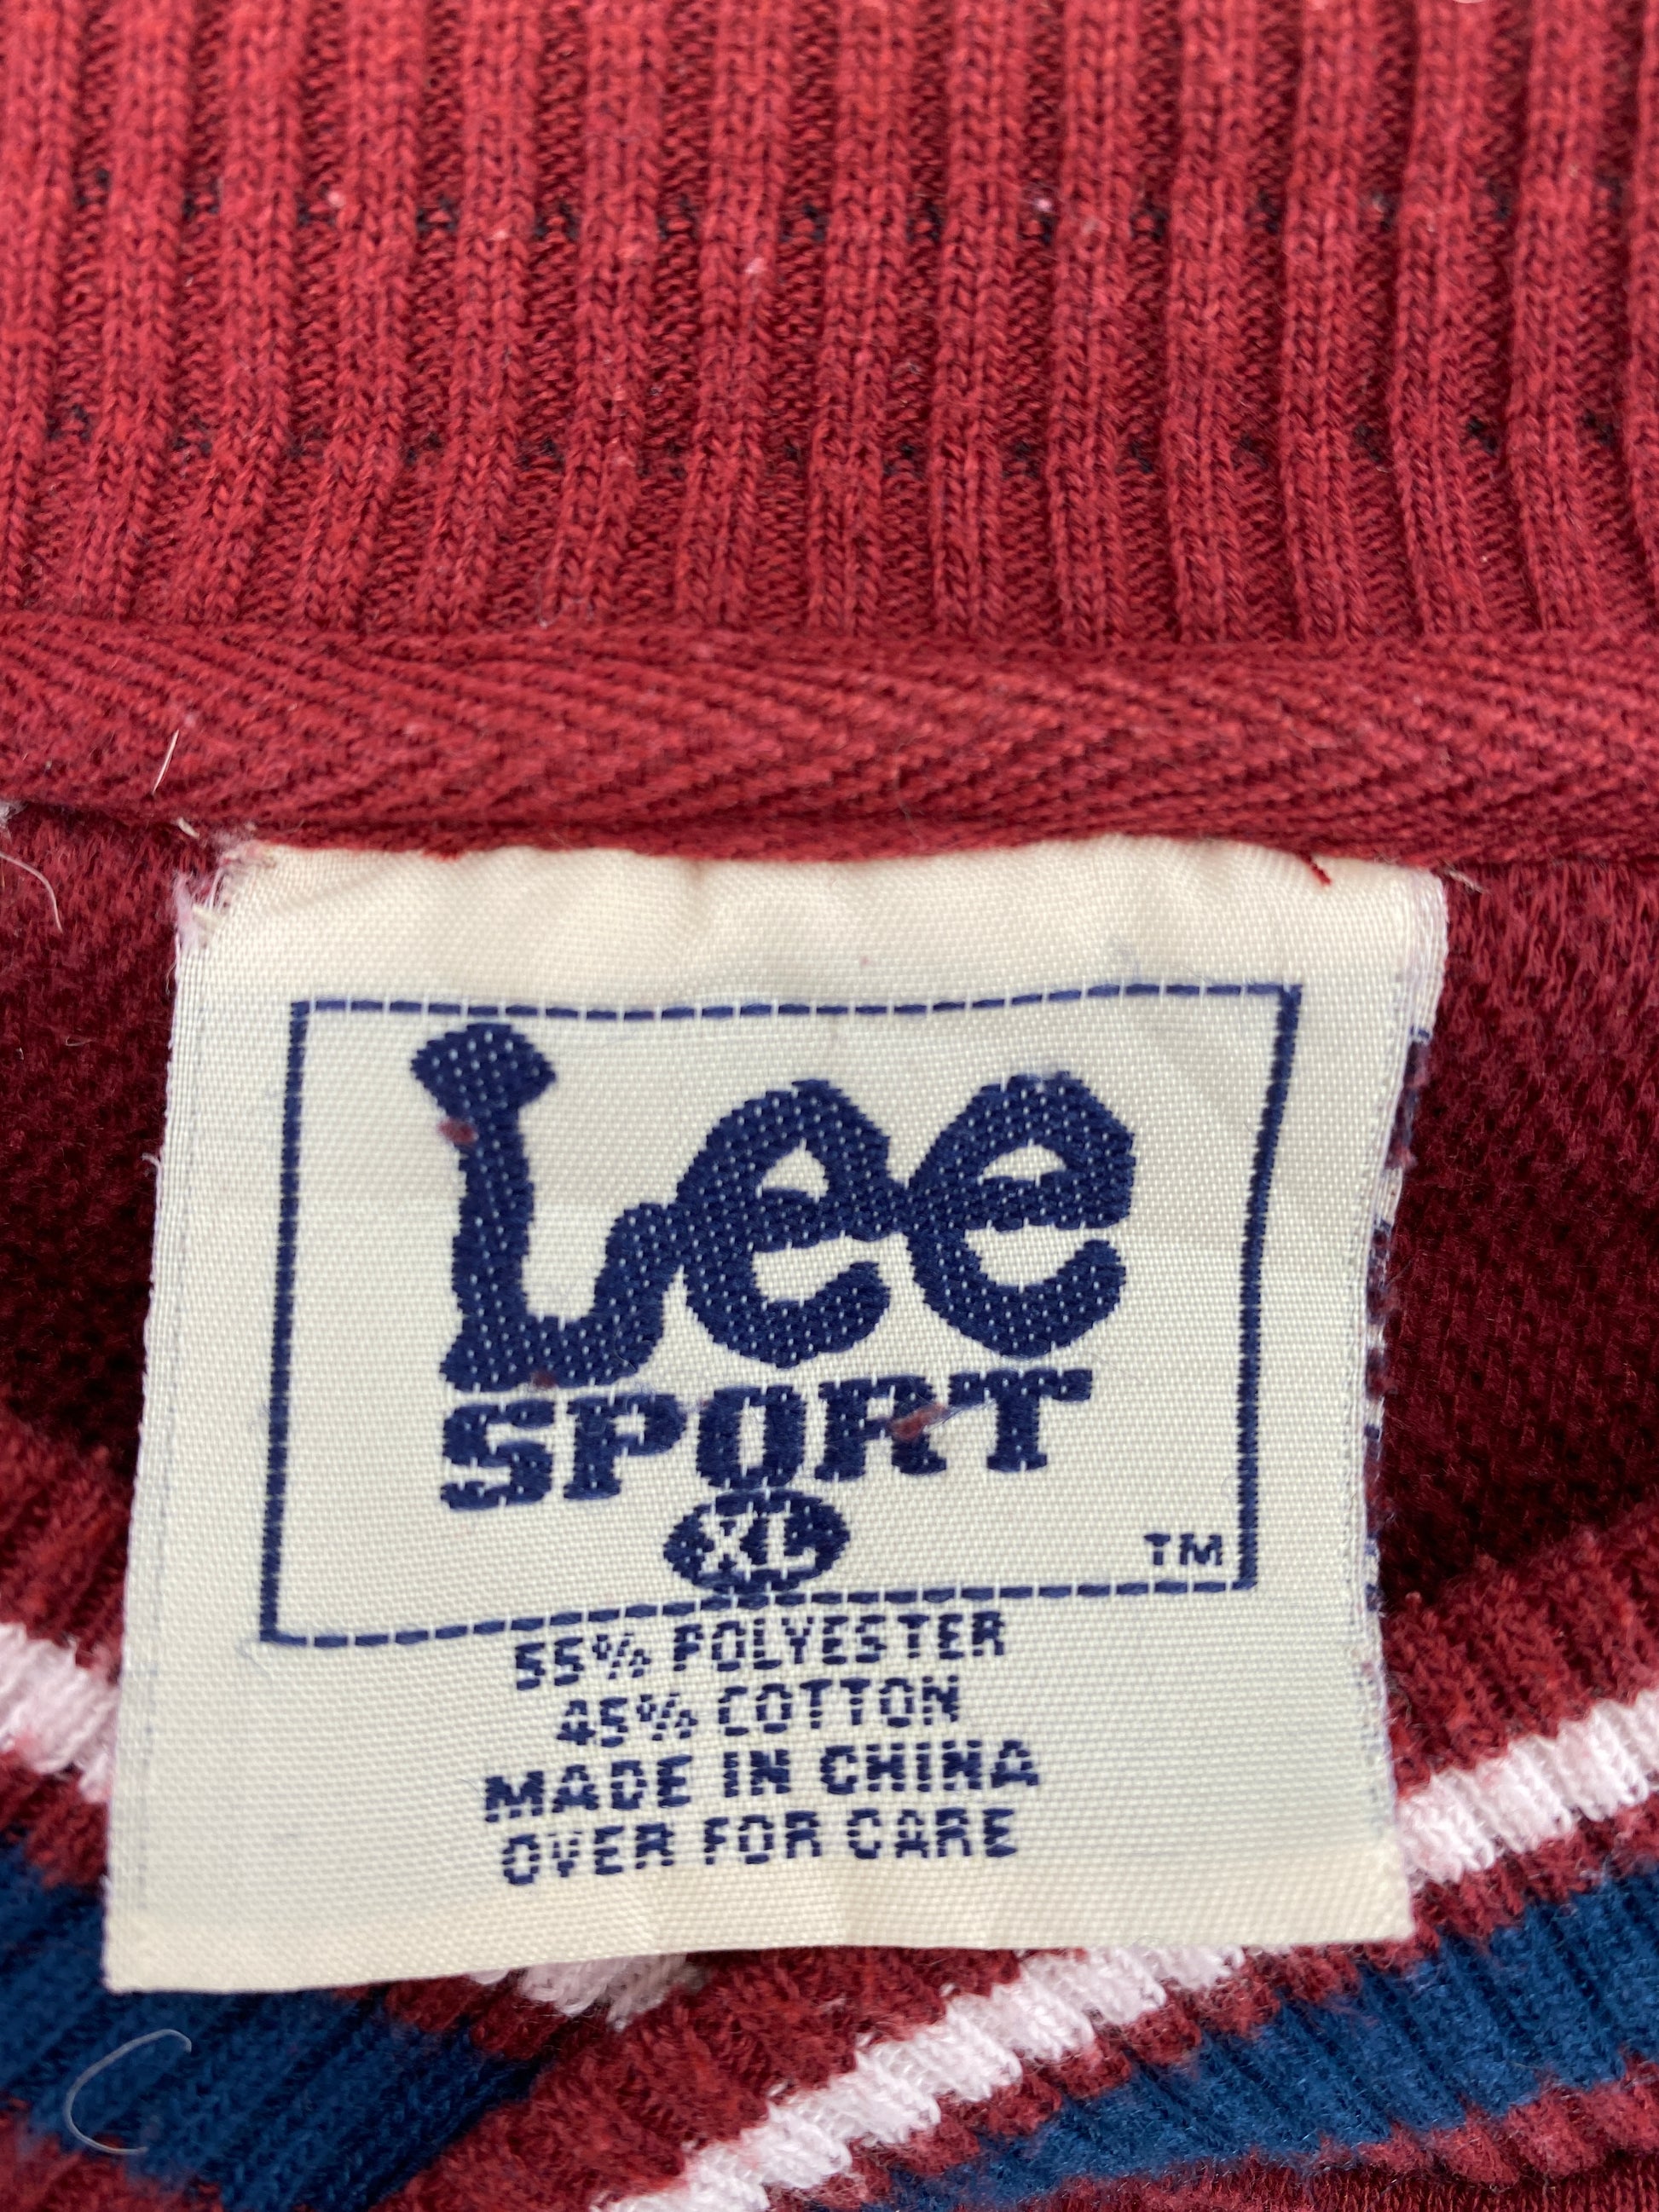 Lee
SPORT
XL
TM
55% POLYESTER
45% COTTON
MADE IN CHINA
OVER FOR CARE